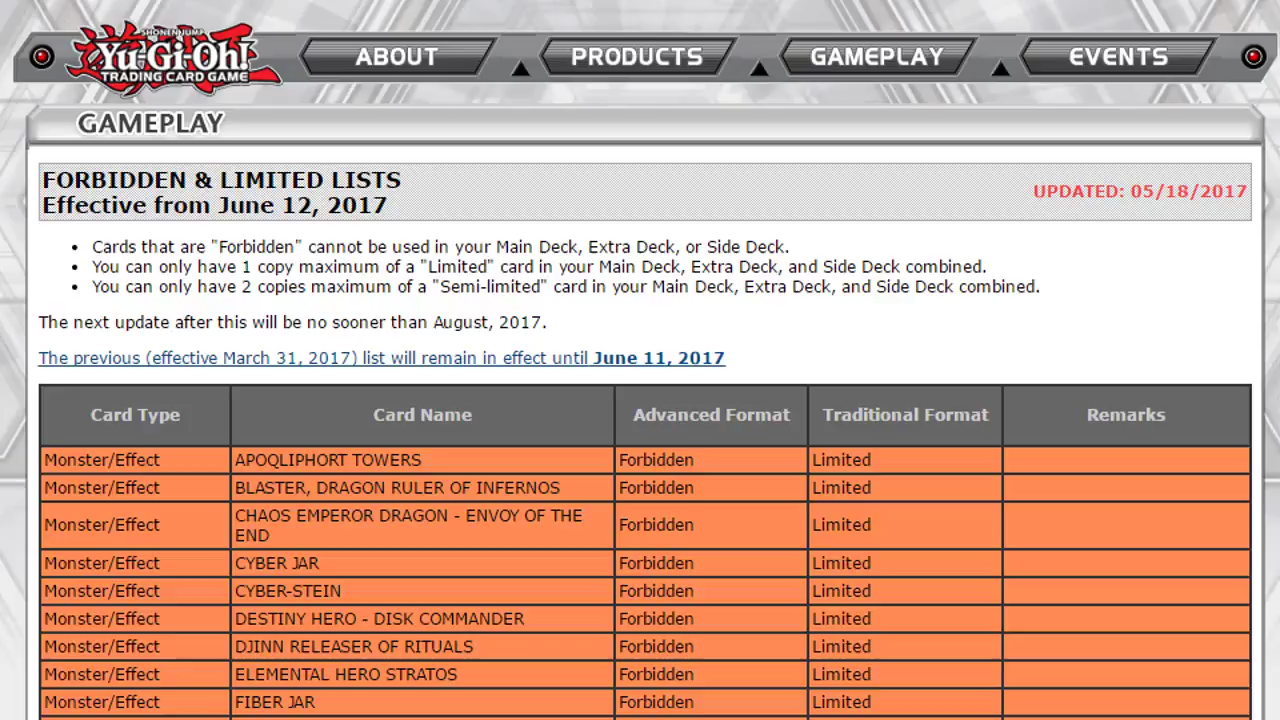 SHONEN JUMP
Yu-Gi-Oh!
TRADING CARD GAME
ABOUT
PRODUCTS
GAMEPLAY
EVENTS
GAMEPLAY
FORBIDDEN & LIMITED LISTS
Effective from June 12, 2017
UPDATED: 05/18/2017
• Cards that are "Forbidden" cannot be used in your Main Deck, Extra Deck, or Side Deck.
• You can only have 1 copy maximum of a "Limited" card in your Main Deck, Extra Deck, and Side Deck combined.
• You can only have 2 copies maximum of a "Semi-limited" card in your Main Deck, Extra Deck, and Side Deck combined.
The next update after this will be no sooner than August, 2017.
The previous (effective March 31, 2017) list will remain in effect until June 11, 2017
Card Type Card Name Advanced Format Traditional Format Remarks
Monster/Effect APOQLIPHORT TOWERS Forbidden Limited
Monster/Effect BLASTER, DRAGON RULER OF INFERNOS Forbidden Limited
Monster/Effect CHAOS EMPEROR DRAGON - ENVOY OF THE
END Forbidden Limited
Monster/Effect CYBER JAR Forbidden Limited
Monster/Effect CYBER-STEIN Forbidden Limited
Monster/Effect DESTINY HERO - DISK COMMANDER Forbidden Limited
Monster/Effect DJINN RELEASER OF RITUALS Forbidden Limited
Monster/Effect ELEMENTAL HERO STRATOS Forbidden Limited
Monster/Effect FIBER JAR Forbidden Limited